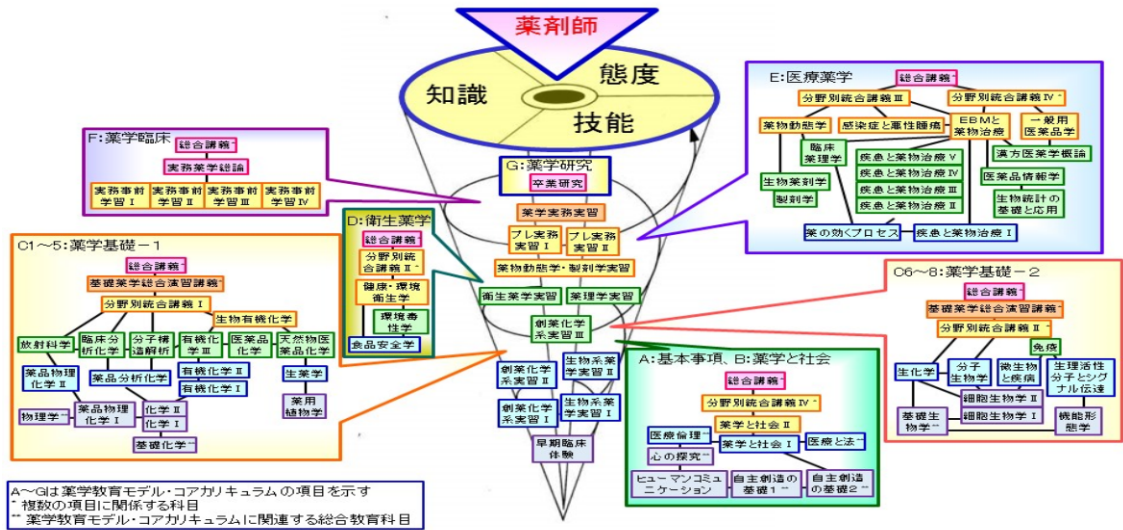 薬剤師
知識
態度
技能
G:薬学研究
卒業研究
薬学実務実習
プレ実務
実習Ⅰ
プレ実務
実習Ⅱ
薬物動態学・製剤学実習
衛生薬学実習
薬理学実習
創薬化学
系実習Ⅲ
創薬化学
系実習Ⅱ
生物系薬
学実習Ⅱ
創薬化学
系実習Ⅰ
生物系薬
学実習Ⅰ
早期臨床
体験
F:薬学臨床
総合講義*
実務薬学総論
実務事前
学習Ⅰ
実務事前
学習Ⅱ
実務事前
学習Ⅲ
実務事前
学習Ⅳ
D:衛生薬学
総合講義*
分野別統
合講義Ⅱ*
健康・環境
衛生学
環境毒
性学
食品安全学
C1~5:薬学基礎-1
総合講義*
基礎薬学総合演習講義*
分野別統合講義Ⅰ
生物有機化学
放射科学
臨床分
析化学
分子構
造解析
有機化
学Ⅲ
医薬品
化学
天然物医
薬品化学
薬品物理
化学Ⅱ
薬品分析化学
有機化学Ⅱ
有機化学Ⅰ
生薬学
物理学**
薬品物理
化学Ⅰ
化学Ⅱ
化学Ⅰ
基礎化学**
薬用
植物学
E:医療薬学
総合講義*
分野別統合講義Ⅲ
分野別統合講義Ⅳ*
薬物動態学
感染症と悪性腫瘍
EBMと
薬物治療
一般用
医薬品学
臨床
薬理学
疾患と薬物治療Ⅴ
疾患と薬物治療Ⅳ
疾患と薬物治療Ⅲ
疾患と薬物治療Ⅱ
漢方医薬学概論
医薬品情報学
生物薬剤学
製剤学
生物統計の
基礎と応用
薬の効くプロセス
疾患と薬物治療Ⅰ
C6~8:薬学基礎-2
総合講義*
基礎薬学総合演習講義*
分野別統合講義Ⅱ*
免疫
生化学
分子
生物学
微生物
と疾病
生理活性
分子とシグ
ナル伝達
細胞生物学Ⅱ
細胞生物学Ⅰ
基礎生
物学**
機能形
態学
A:基本事項、B:薬学と社会
総合講義*
分野別統合講義Ⅳ*
薬学と社会Ⅱ
医療倫理**
薬学と社会Ⅰ
医療と法**
心の探究**
ヒューマンコミュ
ニケーション
自主創造の
基礎1**
自主創造
の基礎2**
A~Gは薬学教育モデル・コアカリキュラムの項目を示す
* 複数の項目に関係する科目
** 薬学教育モデル・コアカリキュラムに関連する総合教育科目